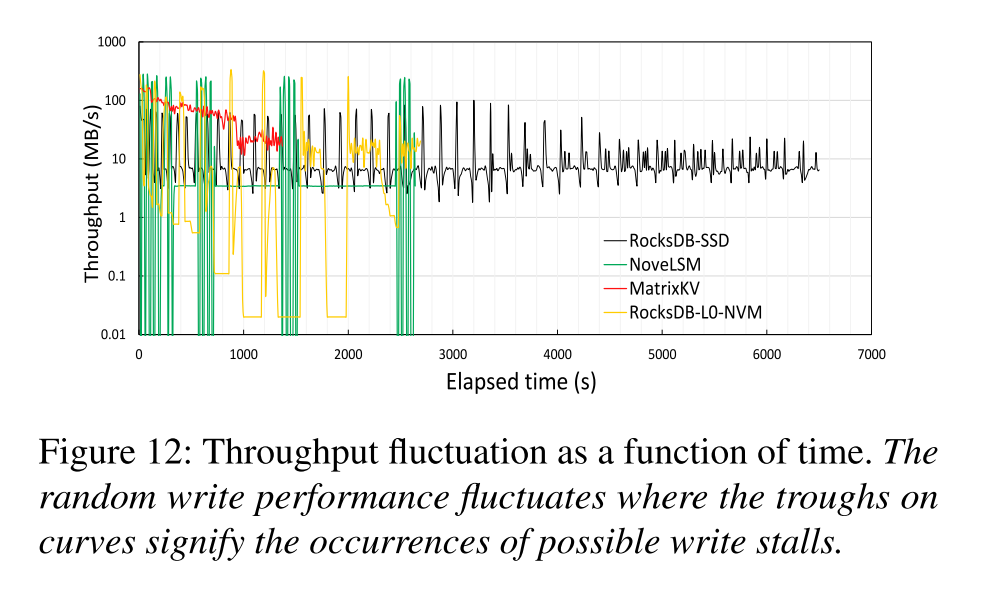 1000
100
10
1
0.1
0.01
Throughput (MB/s)
RocksDB-SSD
NoveLSM
MatrixKV
RocksDB-L0-NVM
0 1000 2000 3000 4000 5000 6000 7000
Elapsed time (s)
Figure 12: Throughput fluctuation as a function of time. The
random write performance fluctuates where the troughs on
curves signify the occurrences of possible write stalls.